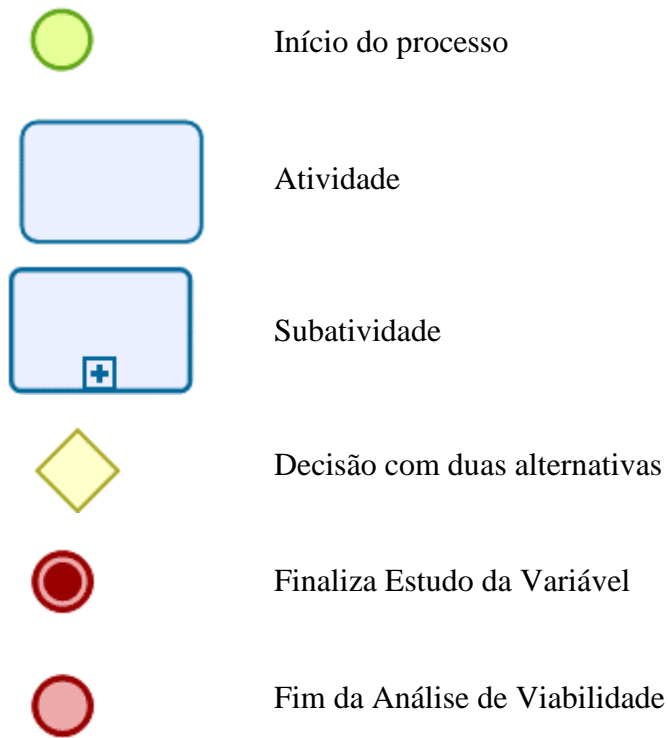 Início do processo
Atividade
Subatividade
Decisão com duas alternativas
Finaliza Estudo da Variável
Fim da Análise de Viabilidade